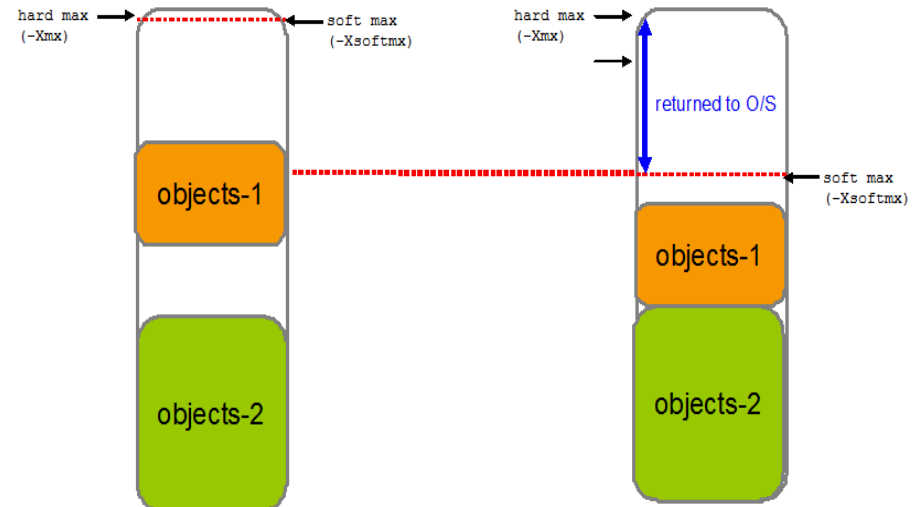 hard max
(-Xmx)
soft max
(-Xsoftmx)
objects-1
objects-2
hard max
(-Xmx)
returned to O/S
soft max
(-Xsoftmx)
objects-1
objects-2